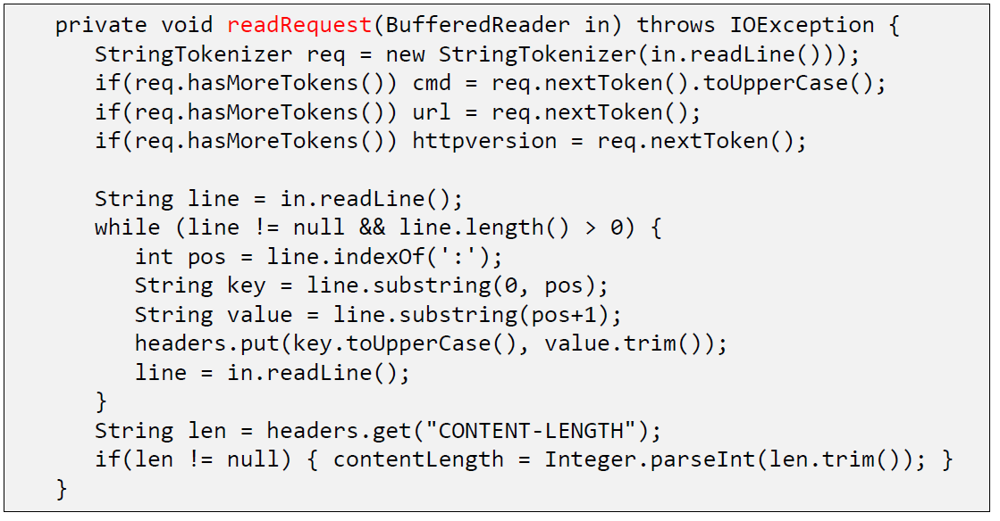 private void readRequest(BufferedReader in) throws IOException {
   StringTokenizer req = new StringTokenizer(in.readLine());
   if(req.hasMoreTokens()) cmd = req.nextToken().toUpperCase();
   if(req.hasMoreTokens()) url = req.nextToken();
   if(req.hasMoreTokens()) httpversion = req.nextToken();

   String line = in.readLine();
   while (line != null && line.length() > 0) {
      int pos = line.indexOf(':');
      String key = line.substring(0, pos);
      String value = line.substring(pos+1);
      headers.put(key.toUpperCase(), value.trim());
      line = in.readLine();
   }
   String len = headers.get("CONTENT-LENGTH");
   if(len != null) { contentLength = Integer.parseInt(len.trim()); }
}